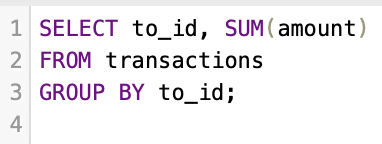 1 SELECT to_id, SUM(amount)
2 FROM transactions
3 GROUP BY to_id;
4